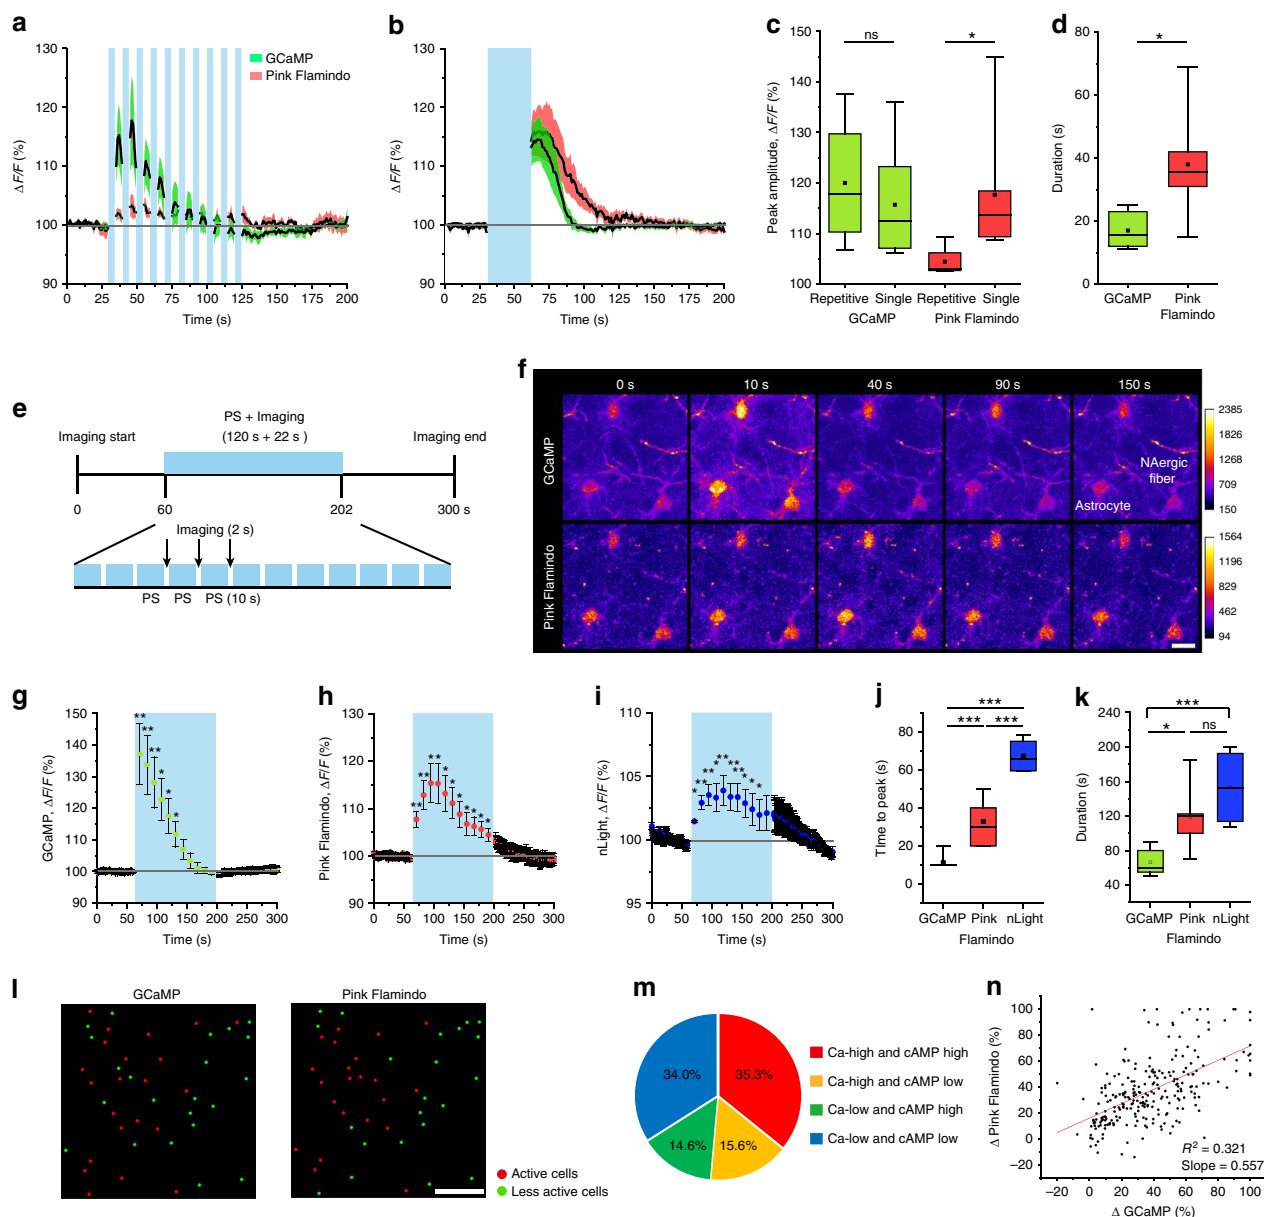 a
130
120
110
100
90
ΔF/F (%)
GCaMP
Pink Flamindo
0 25 50 75 100 125 150 175 200
Time (s)
b
130
120
110
100
90
ΔF/F (%)
0 25 50 75 100 125 150 175 200
Time (s)
c
150
140
130
120
110
100
Peak amplitude, ΔF/F (%)
ns
*
Repetitive Single Repetitive Single
GCaMP Pink Flamindo
d
80
60
40
20
0
Duration (s)
*
GCaMP Pink
Flamindo
e
PS + Imaging
(120 s + 22 s )
Imaging start
Imaging end
0 60 202 300 s
Imaging (2 s)
PS PS PS (10 s)
f
0 s 10 s 40 s 90 s 150 s
GCaMP
NAergic
fiber
Astrocyte
2385
1826
1268
709
150
Pink Flamindo
1564
1196
829
462
94
g
150
140
130
120
110
100
90
GCaMP, ΔF/F (%)
** ** ** * * *
0 50 100 150 200 250 300
Time (s)
h
130
120
110
100
90
Pink Flamindo, ΔF/F (%)
* ** ** * * * * * * *
0 50 100 150 200 250 300
Time (s)
i
110
105
100
95
nLight, ΔF/F (%)
0 50 100 150 200 250 300
Time (s)
j
80
60
40
20
0
TIme to peak (s)
***
*** ***
GCaMP Pink nLight
Flamindo
k
240
200
160
120
80
40
Duration (s)
***
* ns
GCaMP Pink nLight
Flamindo
l
GCaMP
Pink Flamindo
Active cells
Less active cells
m
34.0%
35.3%
14.6%
15.6%
Ca-high and cAMP high
Ca-high and cAMP low
Ca-low and cAMP high
Ca-low and cAMP low
n
100
80
60
40
20
0
−20
Δ Pink Flamindo (%)
R² = 0.321
Slope = 0.557
−20 0 20 40 60 80 100
Δ GCaMP (%)